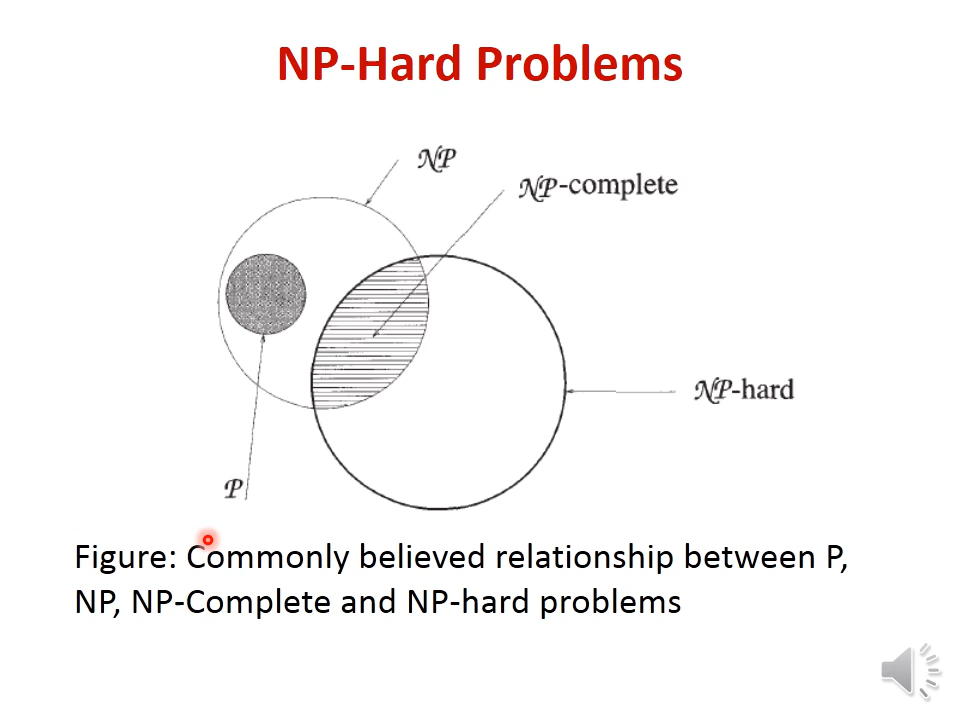 NP-Hard Problems
NP
NP-complete
NP-hard
P
Figure: Commonly believed relationship between P,
NP, NP-Complete and NP-hard problems